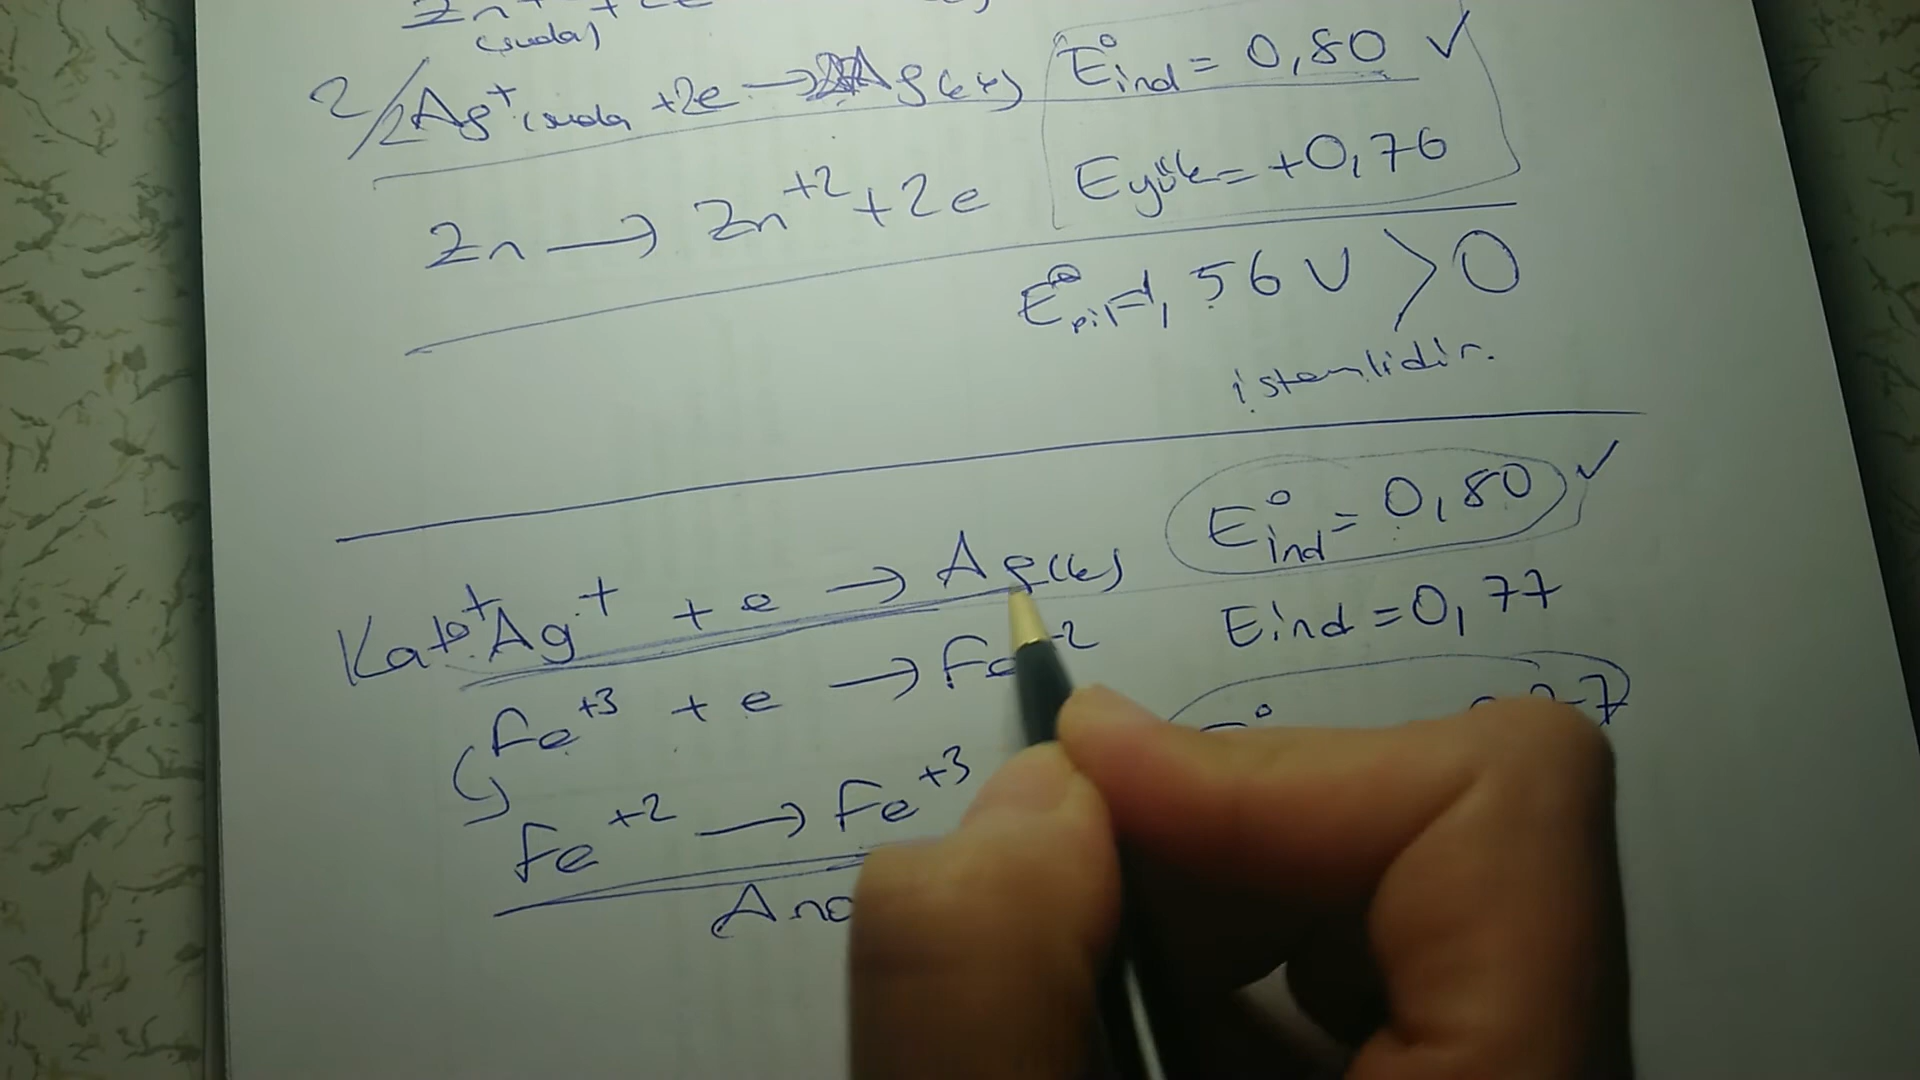 Zn
(suda)
2/2Ag⁺(suda +2e → Ag(k) E°ind = 0,80 ✓
Zn → Zn⁺² + 2e Eyük = +0,76
E°pil=1,56 V > 0
istemlidir.
Katot Ag⁺ + e → Ag(k) E°ind = 0,80 ✓
Fe⁺³ + e → Fe⁺² Eind = 0,77
Fe⁺² → Fe⁺³